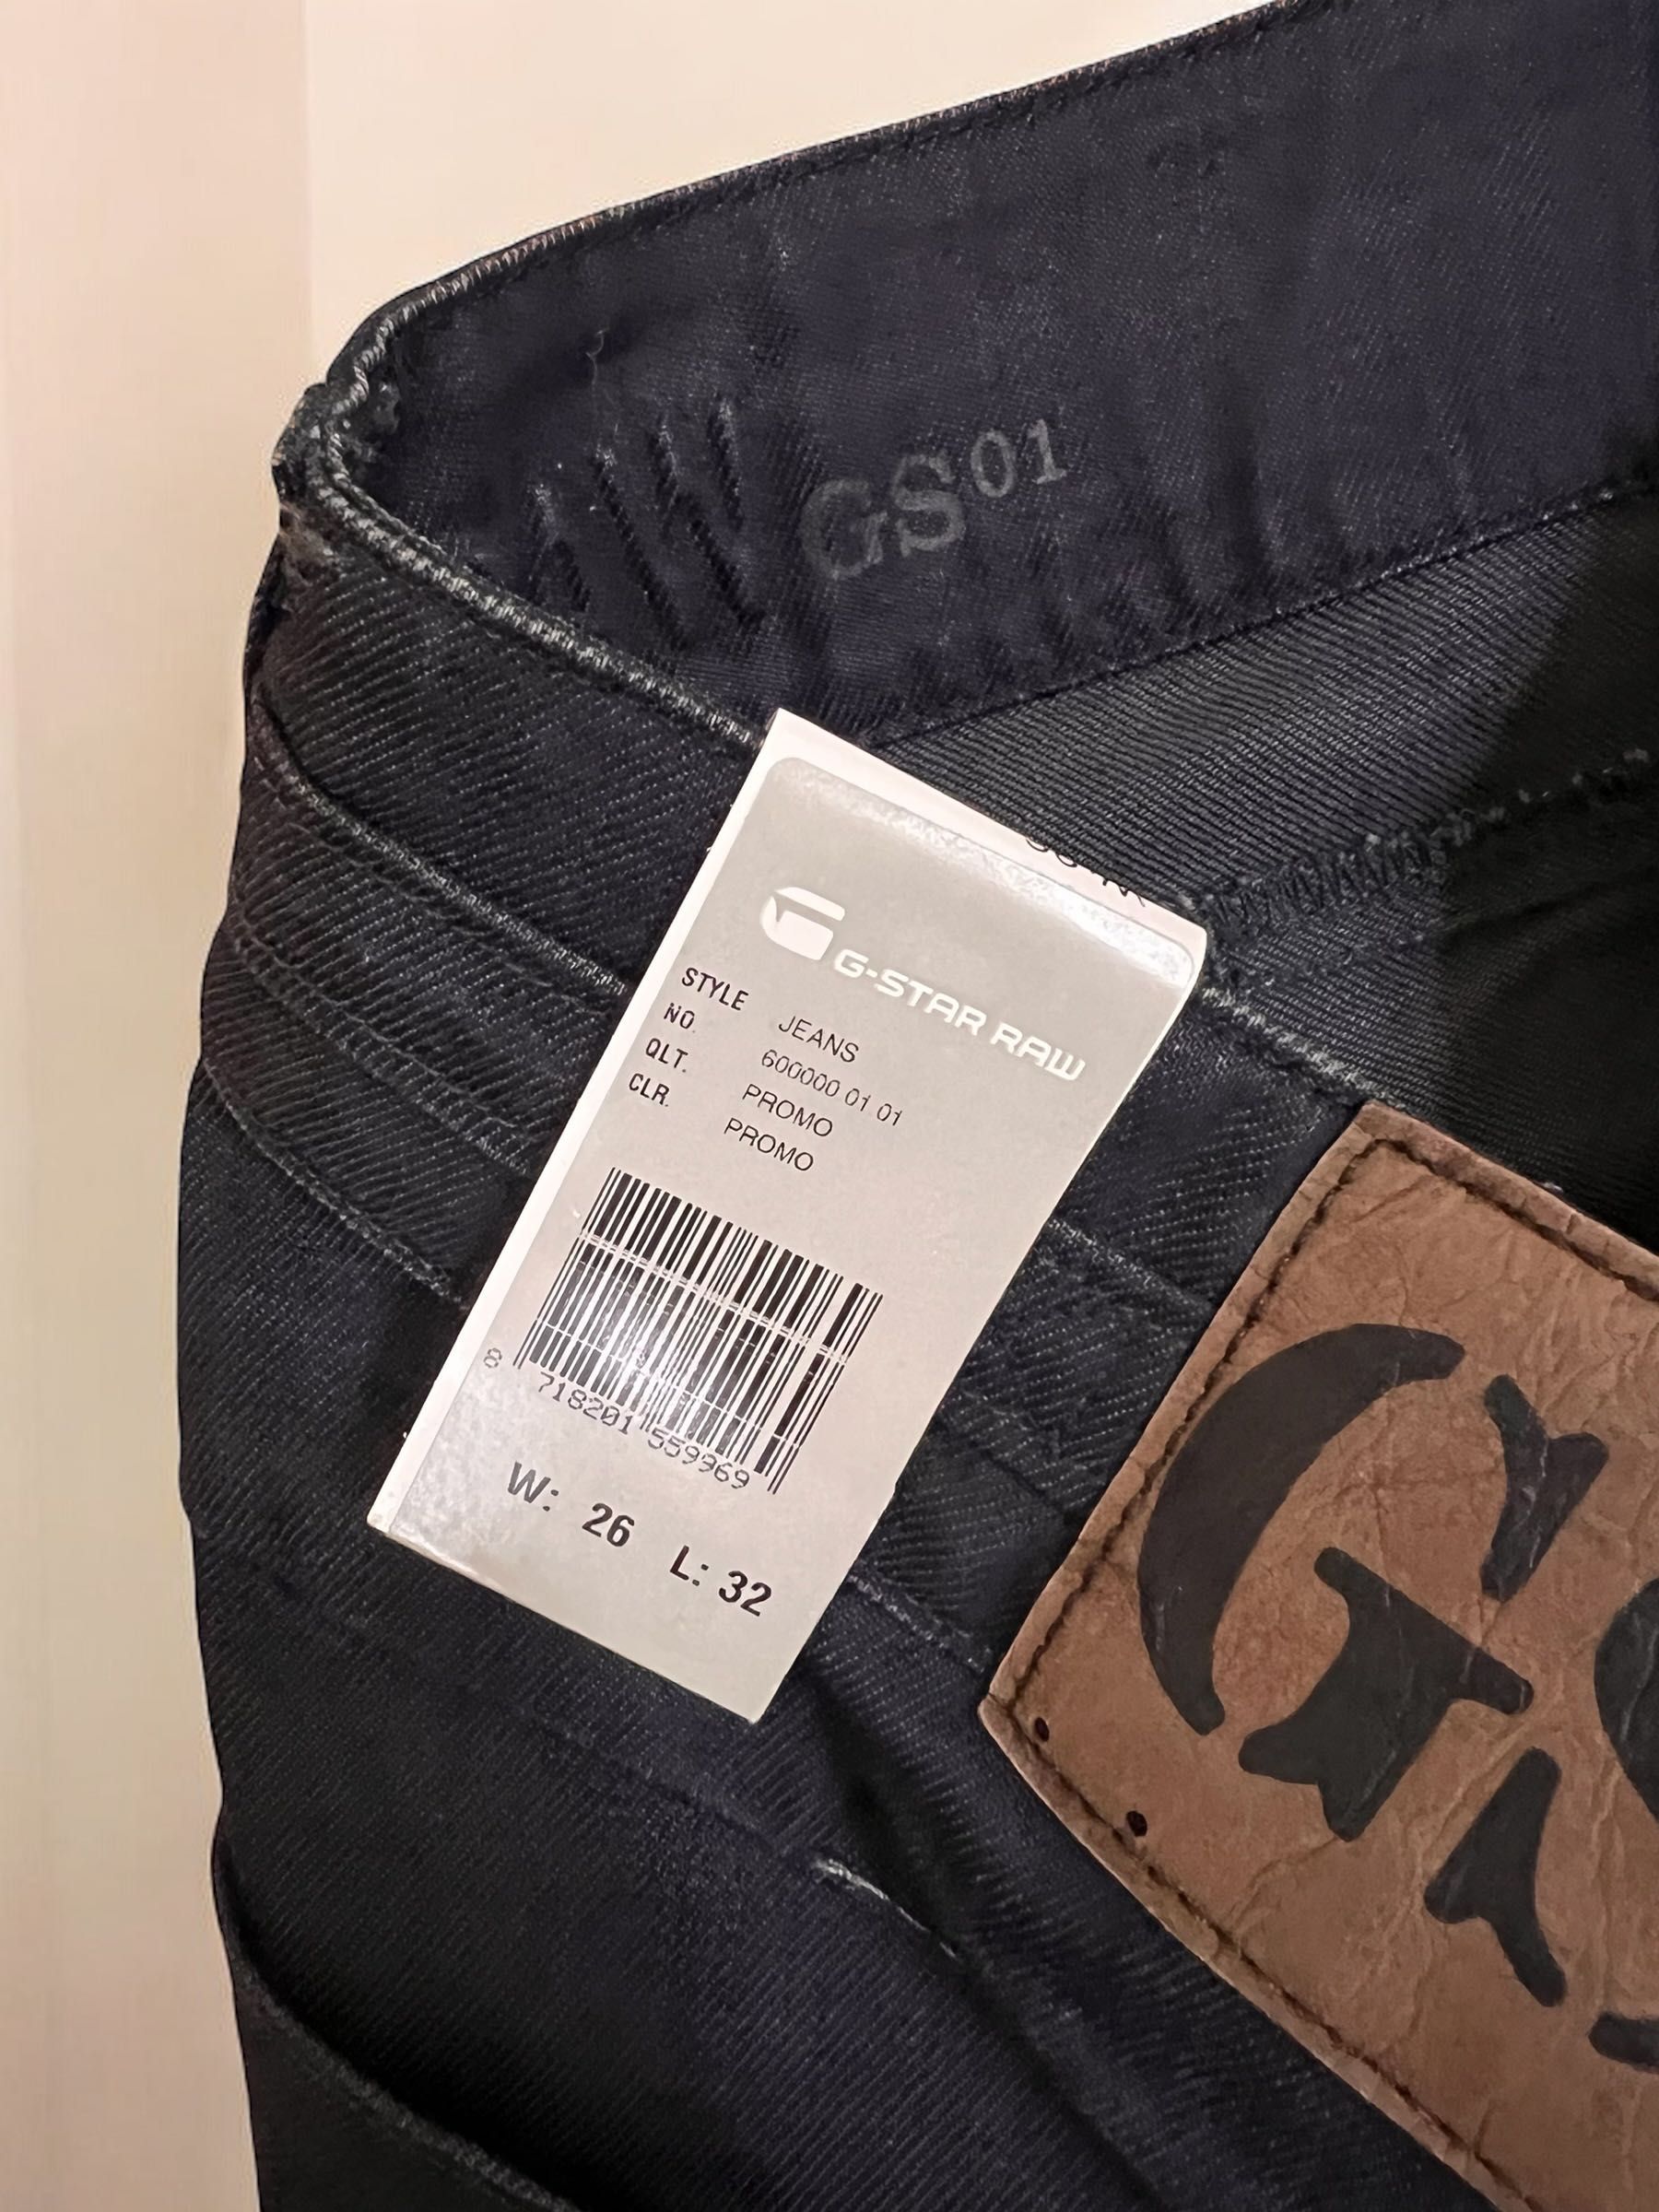 GS01
G-STAR RAW
STYLE JEANS
NO. 600000 01 01
QLT. PROMO
CLR. PROMO
8 718201 559969
W: 26 L: 32
G